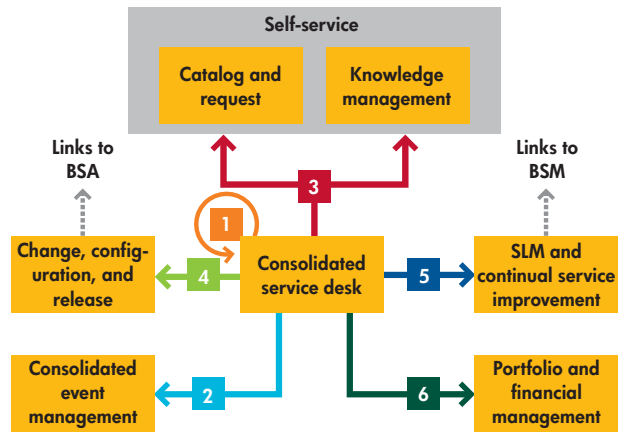 Self-service
Catalog and
request
Knowledge
management
Links to
BSA
Links to
BSM
3
1
Change, config-
uration, and
release
4
Consolidated
service desk
5
SLM and
continual service
improvement
Consolidated
event
management
2
6
Portfolio and
financial
management